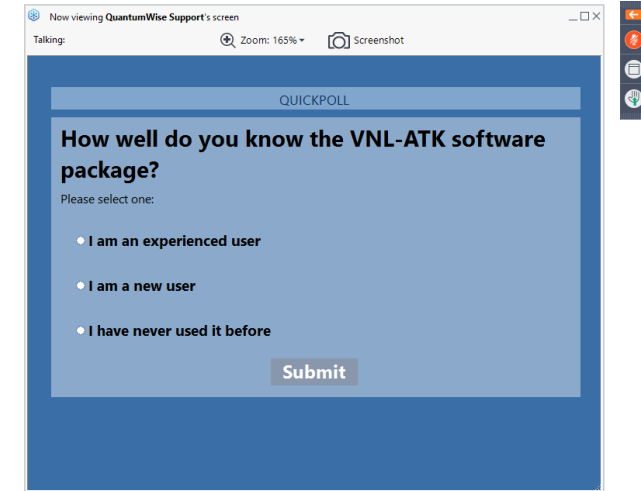 Now viewing QuantumWise Support's screen
Talking:
Zoom: 165%
Screenshot
QUICKPOLL
How well do you know the VNL-ATK software
package?
Please select one:
I am an experienced user
I am a new user
I have never used it before
Submit